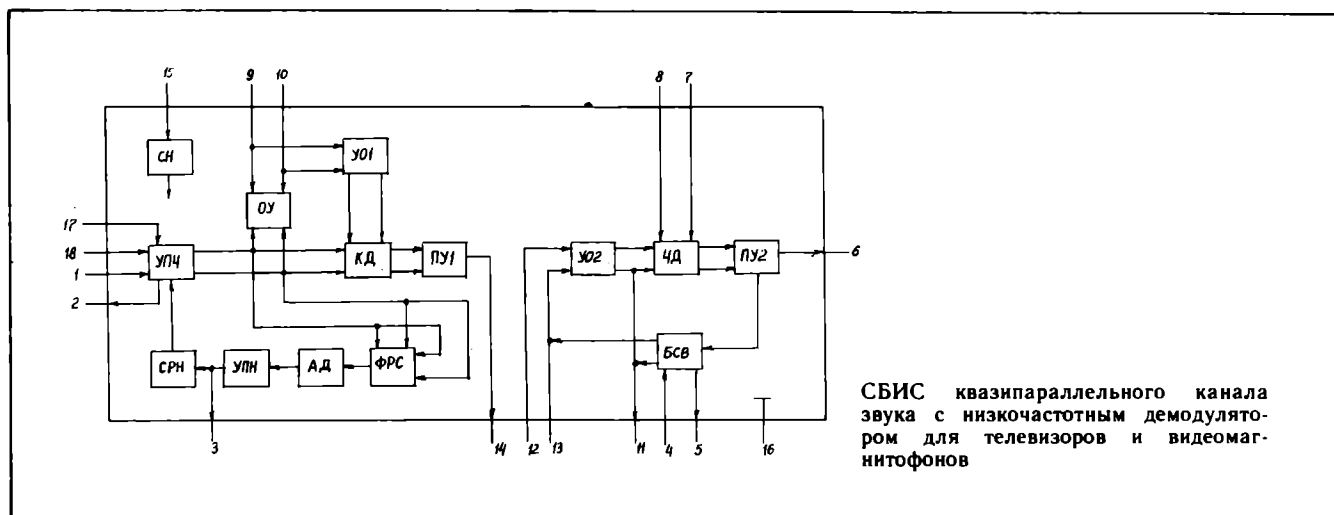 15
9
10
8
7
СН
УО1
ОУ
17
18
1
2
УПЧ
КД
ПУ1
12
УО2
ЧД
ПУ2
6
СРН
УПН
АД
ФРС
БСВ
3
14
12
13
11
4
5
16
СБИС квазипараллельного канала
звука с низкочастотным демодулято-
ром для телевизоров и видеомаг-
нитофонов